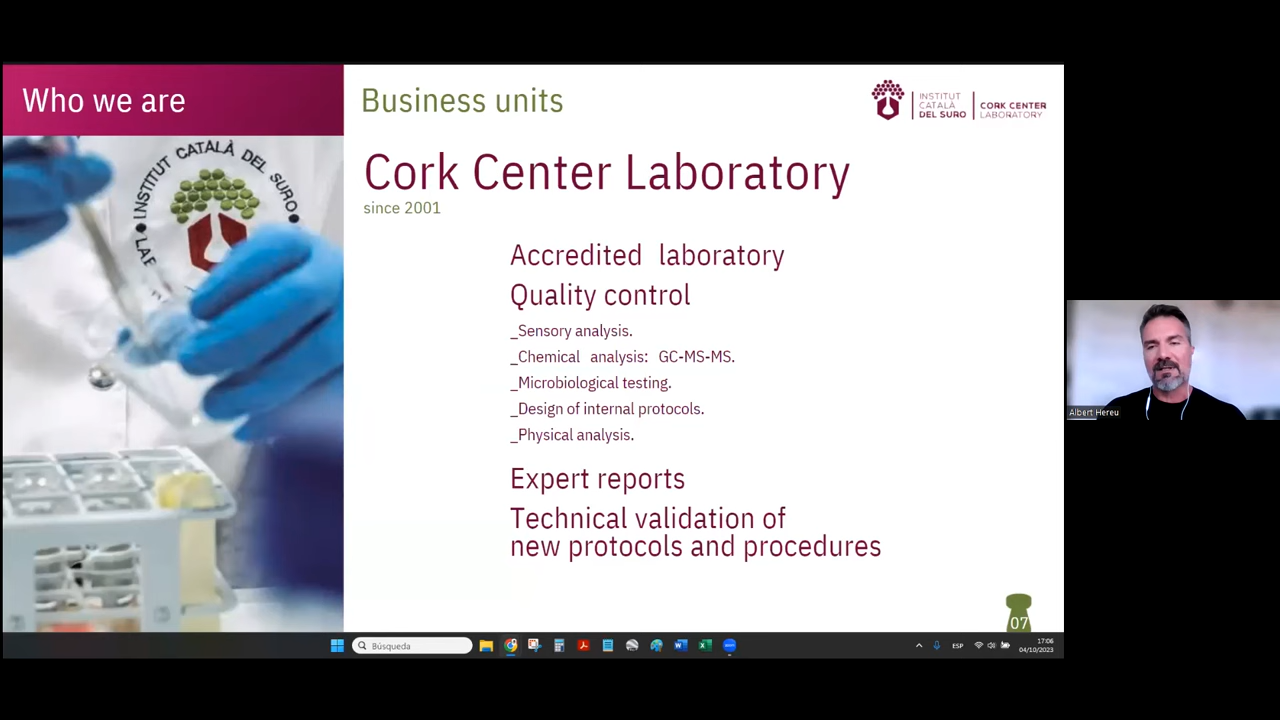 Who we are
Business units
INSTITUT
CATALÀ
DEL SURO
CORK CENTER
LABORATORY
INSTITUT CATALÀ DEL SURO
Cork Center Laboratory
since 2001
Accredited laboratory
Quality control
_Sensory analysis.
_Chemical analysis: GC-MS-MS.
_Microbiological testing.
_Design of internal protocols.
_Physical analysis.
Expert reports
Technical validation of
new protocols and procedures
07
Albert Hereu
Búsqueda
ESP
17:06
04/10/2023